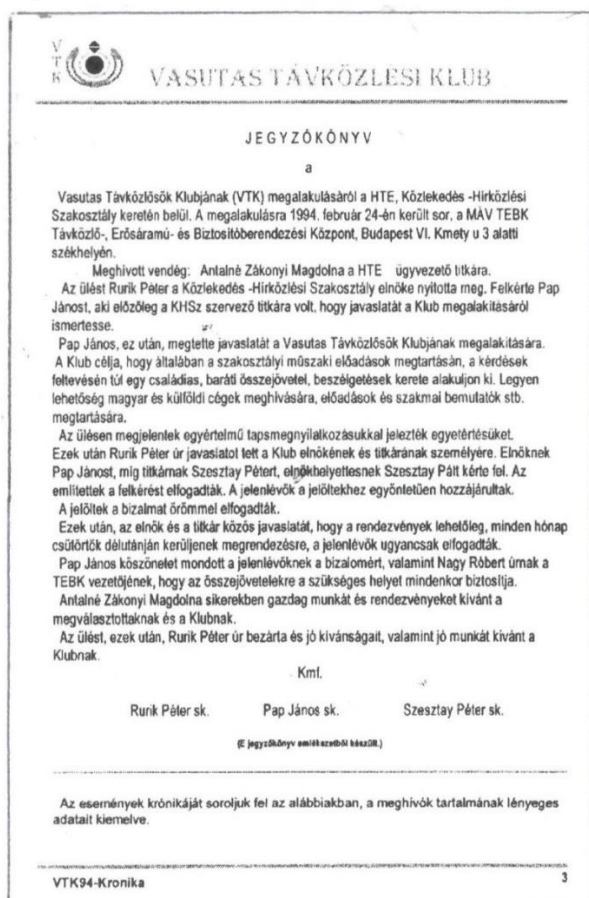 V
T
K
VASUTAS TÁVKÖZLESI KLUB
JEGYZŐKÖNYV
a
Vasutas Távközlősök Klubjának (VTK) megalakulásáról a HTE, Közlekedés -Hírközlési
Szakosztály keretén belül. A megalakulásra 1994. február 24-én került sor, a MÁV TEBK
Távközlő-, Erősáramú- és Biztosítóberendezési Központ, Budapest VI. Kmety u 3 alatti
székhelyén.
Meghívott vendég: Antalné Zákonyi Magdolna a HTE ügyvezető titkára.
Az ülést Rurik Péter a Közlekedés -Hírközlési Szakosztály elnöke nyitotta meg. Felkérte Pap
Jánost, aki előzőleg a KHSz szervező titkára volt, hogy javaslatát a Klub megalakításáról
ismertesse.
Pap János, ez után, megtette javaslatát a Vasutas Távközlősök Klubjának megalakítására.
A Klub célja, hogy általában a szakosztályi műszaki előadások megtartásán, a kérdések
feltevésén túl egy családias, baráti összejövetel, beszélgetések kerete alakuljon ki. Legyen
lehetőség magyar és külföldi cégek meghívására, előadások és szakmai bemutatók stb.
megtartására.
Az ülésen megjelentek egyértelmű tapsmegnyilakozásukkal jelezték egyetértésüket.
Ezek után Rurik Péter úr javaslatot tett a Klub elnökének és titkárának személyére. Elnöknek
Pap Jánost, míg titkárnak Szesztay Pétert, elnökhelyettesnek Szesztay Pált kérte fel. Az
említettek a felkérést elfogadták. A jelenlévők a jelöltekhez egyöntetűen hozzájárultak.
A jelöltek a bizalmat örömmel elfogadták.
Ezek után, az elnök és a titkár közös javaslatát, hogy a rendezvények lehetőleg, minden hónap
csütörtök délutánján kerüljenek megrendezésre, a jelenlévők ugyancsak elfogadták.
Pap János köszönetet mondott a jelenlévőknek a bizalomért, valamint Nagy Róbert úrnak a
TEBK vezetőjének, hogy az összejövetelekre a szükséges helyet mindenkor biztosítja.
Antalné Zákonyi Magdolna sikerekben gazdag munkát és rendezvényeket kívánt a
megválasztottaknak és a Klubnak.
Az ülést, ezek után, Rurik Péter úr bezárta és jó kívánságait, valamint jó munkát kívánt a
Klubnak.
Kmf.
Rurik Péter sk. Pap János sk. Szesztay Péter sk.
(E jegyzőkönyv emlékezetből készült.)
Az események krónikáját soroljuk fel az alábbiakban, a meghívók tartalmának lényeges
adatait kiemelve.
VTK94-Kronika 3